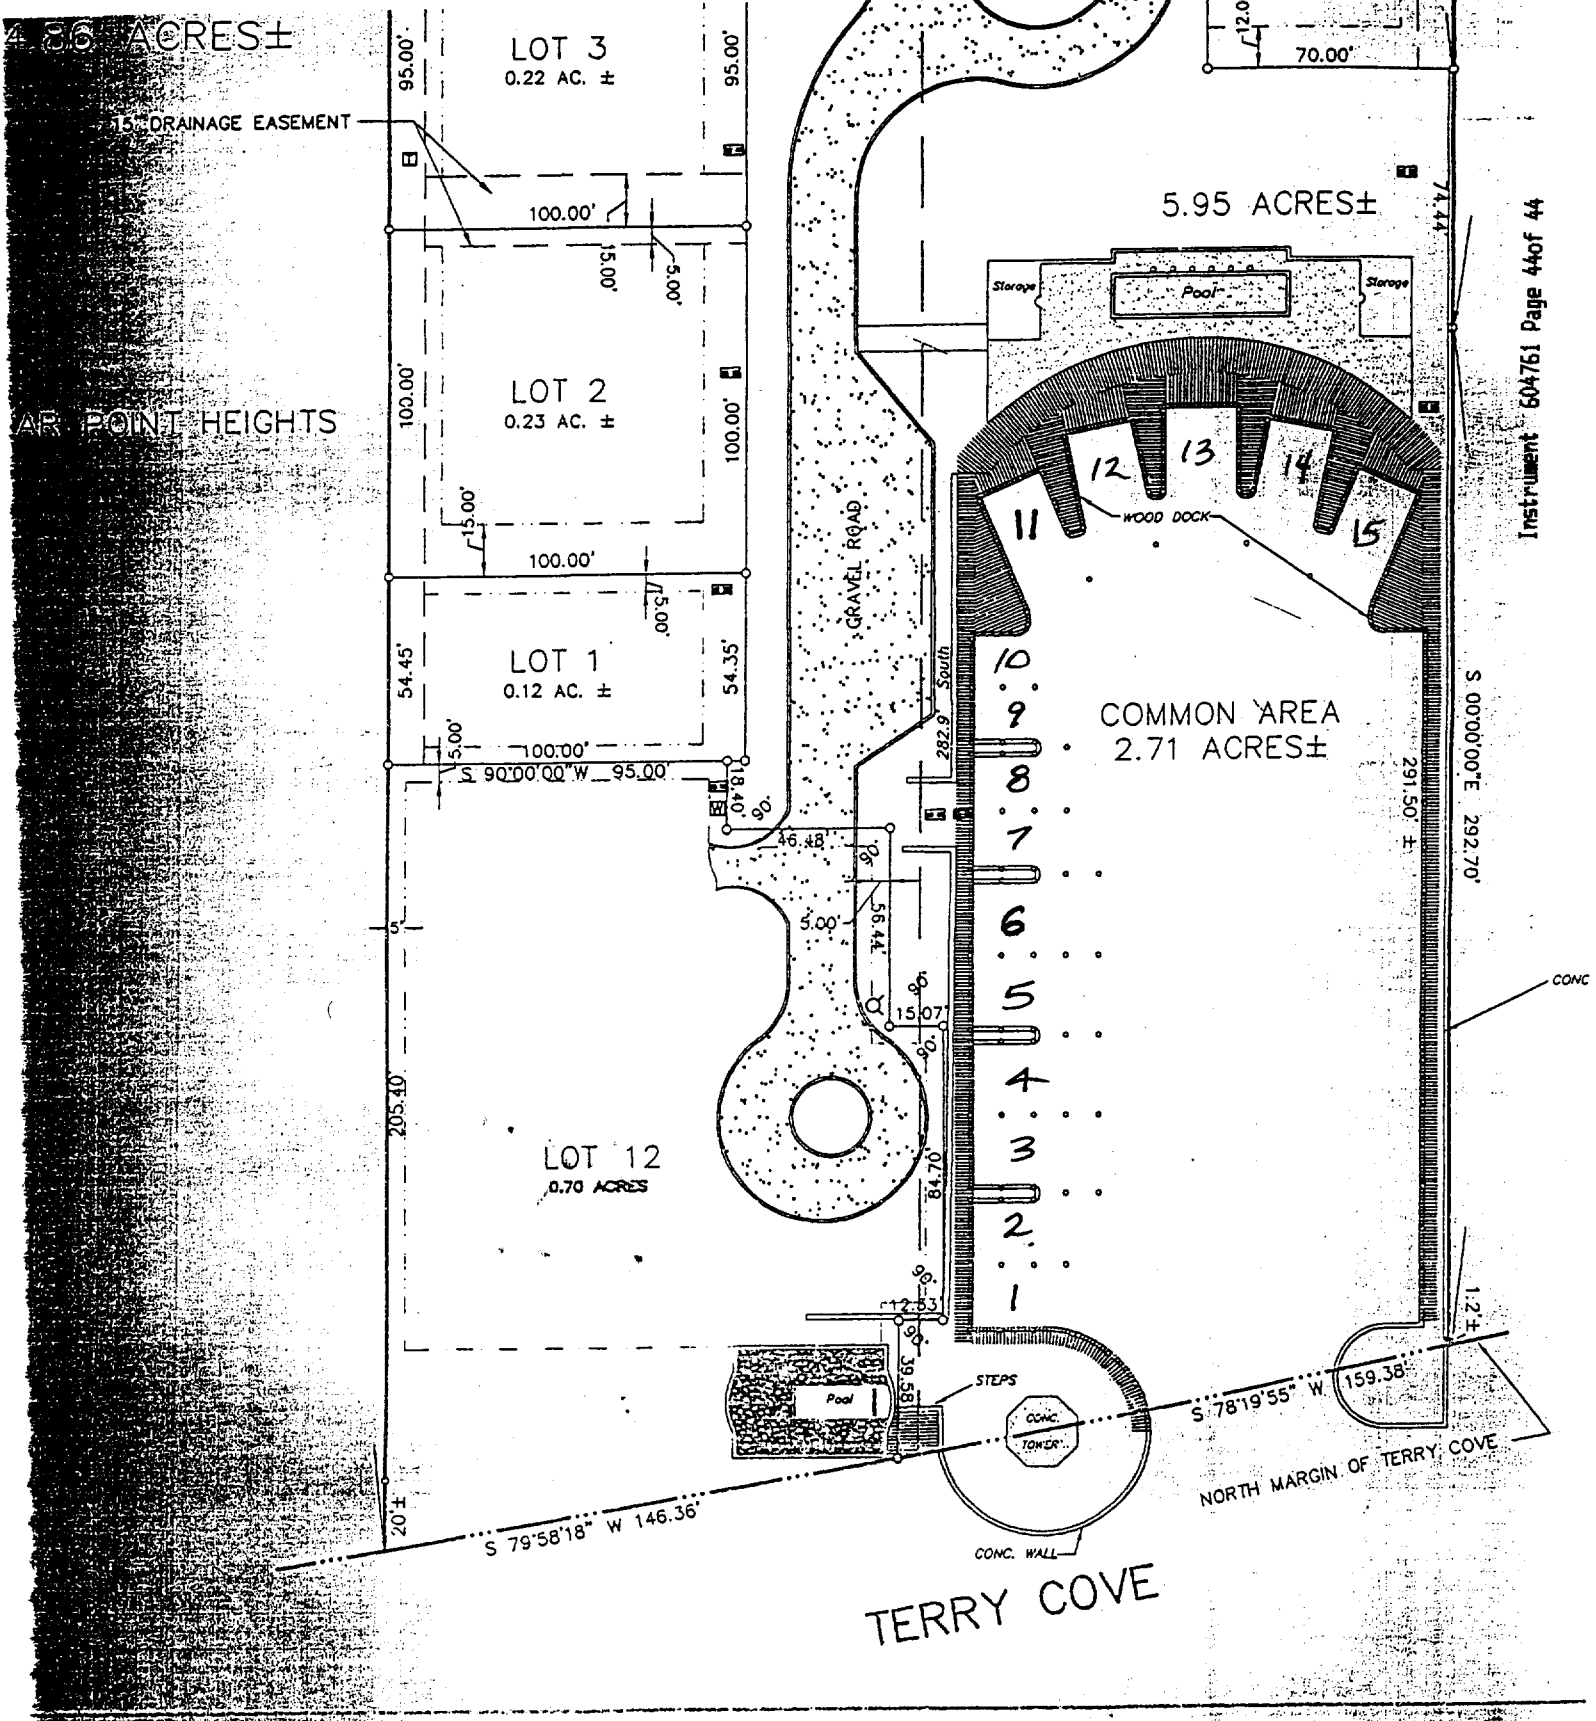 ACRES±
LOT 3
0.22 AC. ±
95.00'
95.00'
12.0
70.00'
15' DRAINAGE EASEMENT
100.00'
15.00'
5.00'
5.95 ACRES±
74.44'
Instrument 604761 Page 44of 44
Storage
Pool
Storage
LOT 2
0.23 AC. ±
100.00'
100.00'
AR POINT HEIGHTS
15.00'
100.00'
5.00'
12
13
14
11
WOOD DOCK
15
GRAVEL ROAD
LOT 1
0.12 AC. ±
54.45'
54.35'
5.00'
100.00'
S 90°00'00"W 95.00'
18.40'
90°
46.48'
90°
5.00'
56.44'
South
282.9'
10
9
8
7
6
5
4
3
2
1
COMMON AREA
2.71 ACRES±
291.50' ±
S 00°00'00"E 292.70'
CONC
5'
90°
15.07'
90°
205.40'
LOT 12
0.70 ACRES
84.70'
90°
12.53'
90°
39.58'
Pool
STEPS
CONC.
TOWER
1.2'±
S 78°19'55" W 159.38'
NORTH MARGIN OF TERRY COVE
20'±
S 79°58'18" W 146.36'
CONC. WALL
TERRY COVE